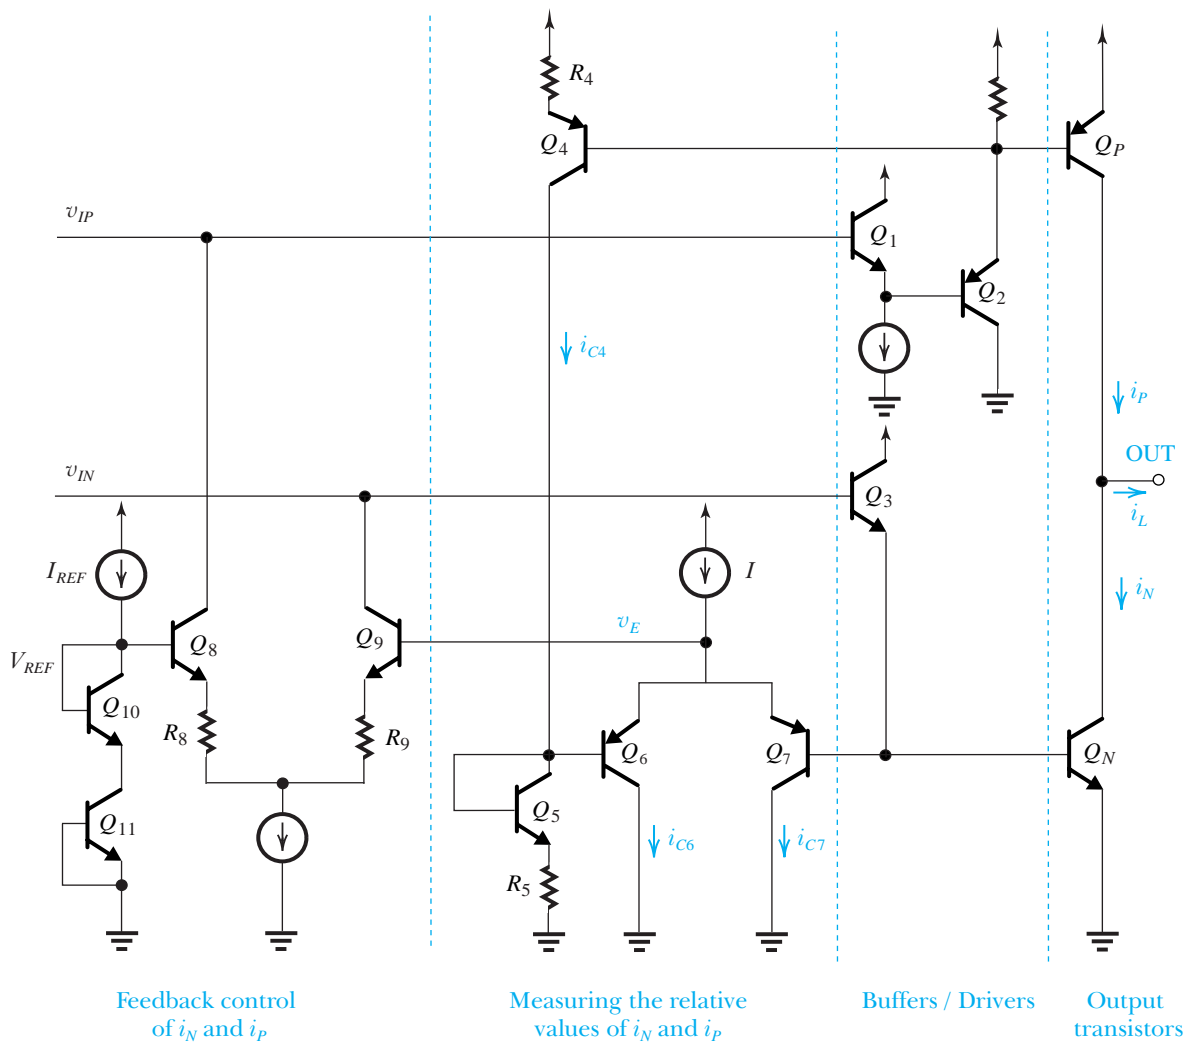 R4
Q4
QP
vIP
Q1
Q2
iC4
iP
OUT
vIN
Q3
iL
IREF
I
iN
vE
Q8
Q9
VREF
Q10
R8
R9
Q6
Q7
QN
Q5
Q11
iC6
iC7
R5
Feedback control
of iN and iP
Measuring the relative
values of iN and iP
Buffers / Drivers
Output
transistors